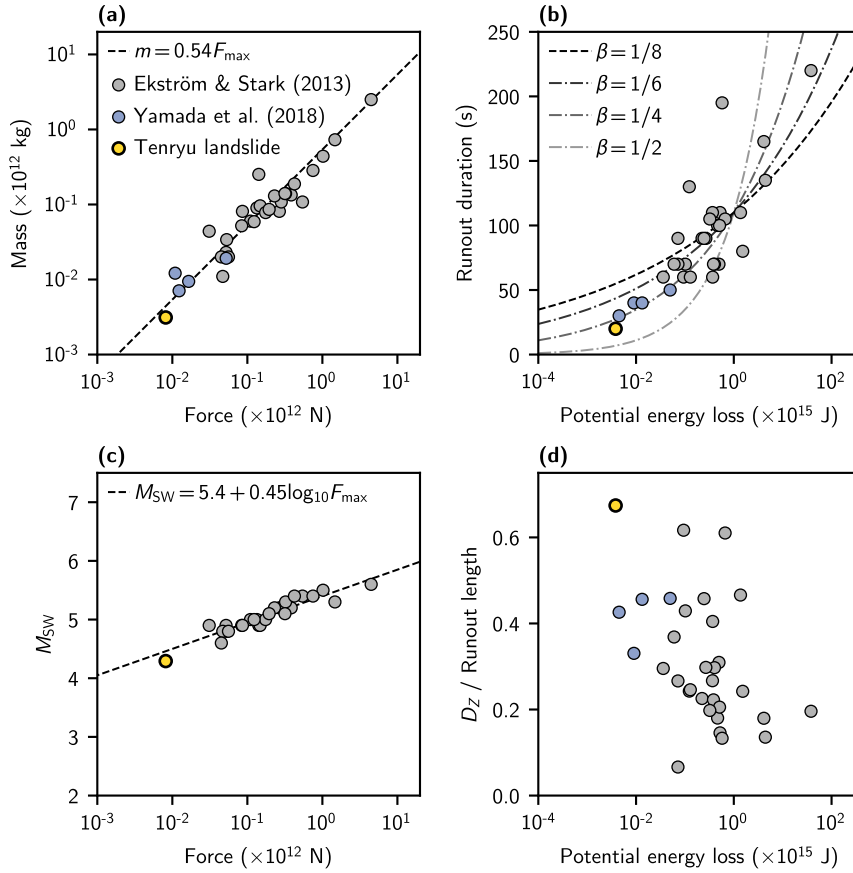 (a)
m = 0.54F_max
Ekström & Stark (2013)
Yamada et al. (2018)
Tenryu landslide
10^1
10^0
10^-1
10^-2
10^-3
Mass (×10^12 kg)
10^-3 10^-2 10^-1 10^0 10^1
Force (×10^12 N)
(b)
β = 1/8
β = 1/6
β = 1/4
β = 1/2
250
200
150
100
50
0
Runout duration (s)
10^-4 10^-2 10^0 10^2
Potential energy loss (×10^15 J)
(c)
M_SW = 5.4 + 0.45log_10F_max
7
6
5
4
3
2
M_SW
10^-3 10^-2 10^-1 10^0 10^1
Force (×10^12 N)
(d)
0.6
0.4
0.2
0.0
D_Z / Runout length
10^-4 10^-2 10^0 10^2
Potential energy loss (×10^15 J)